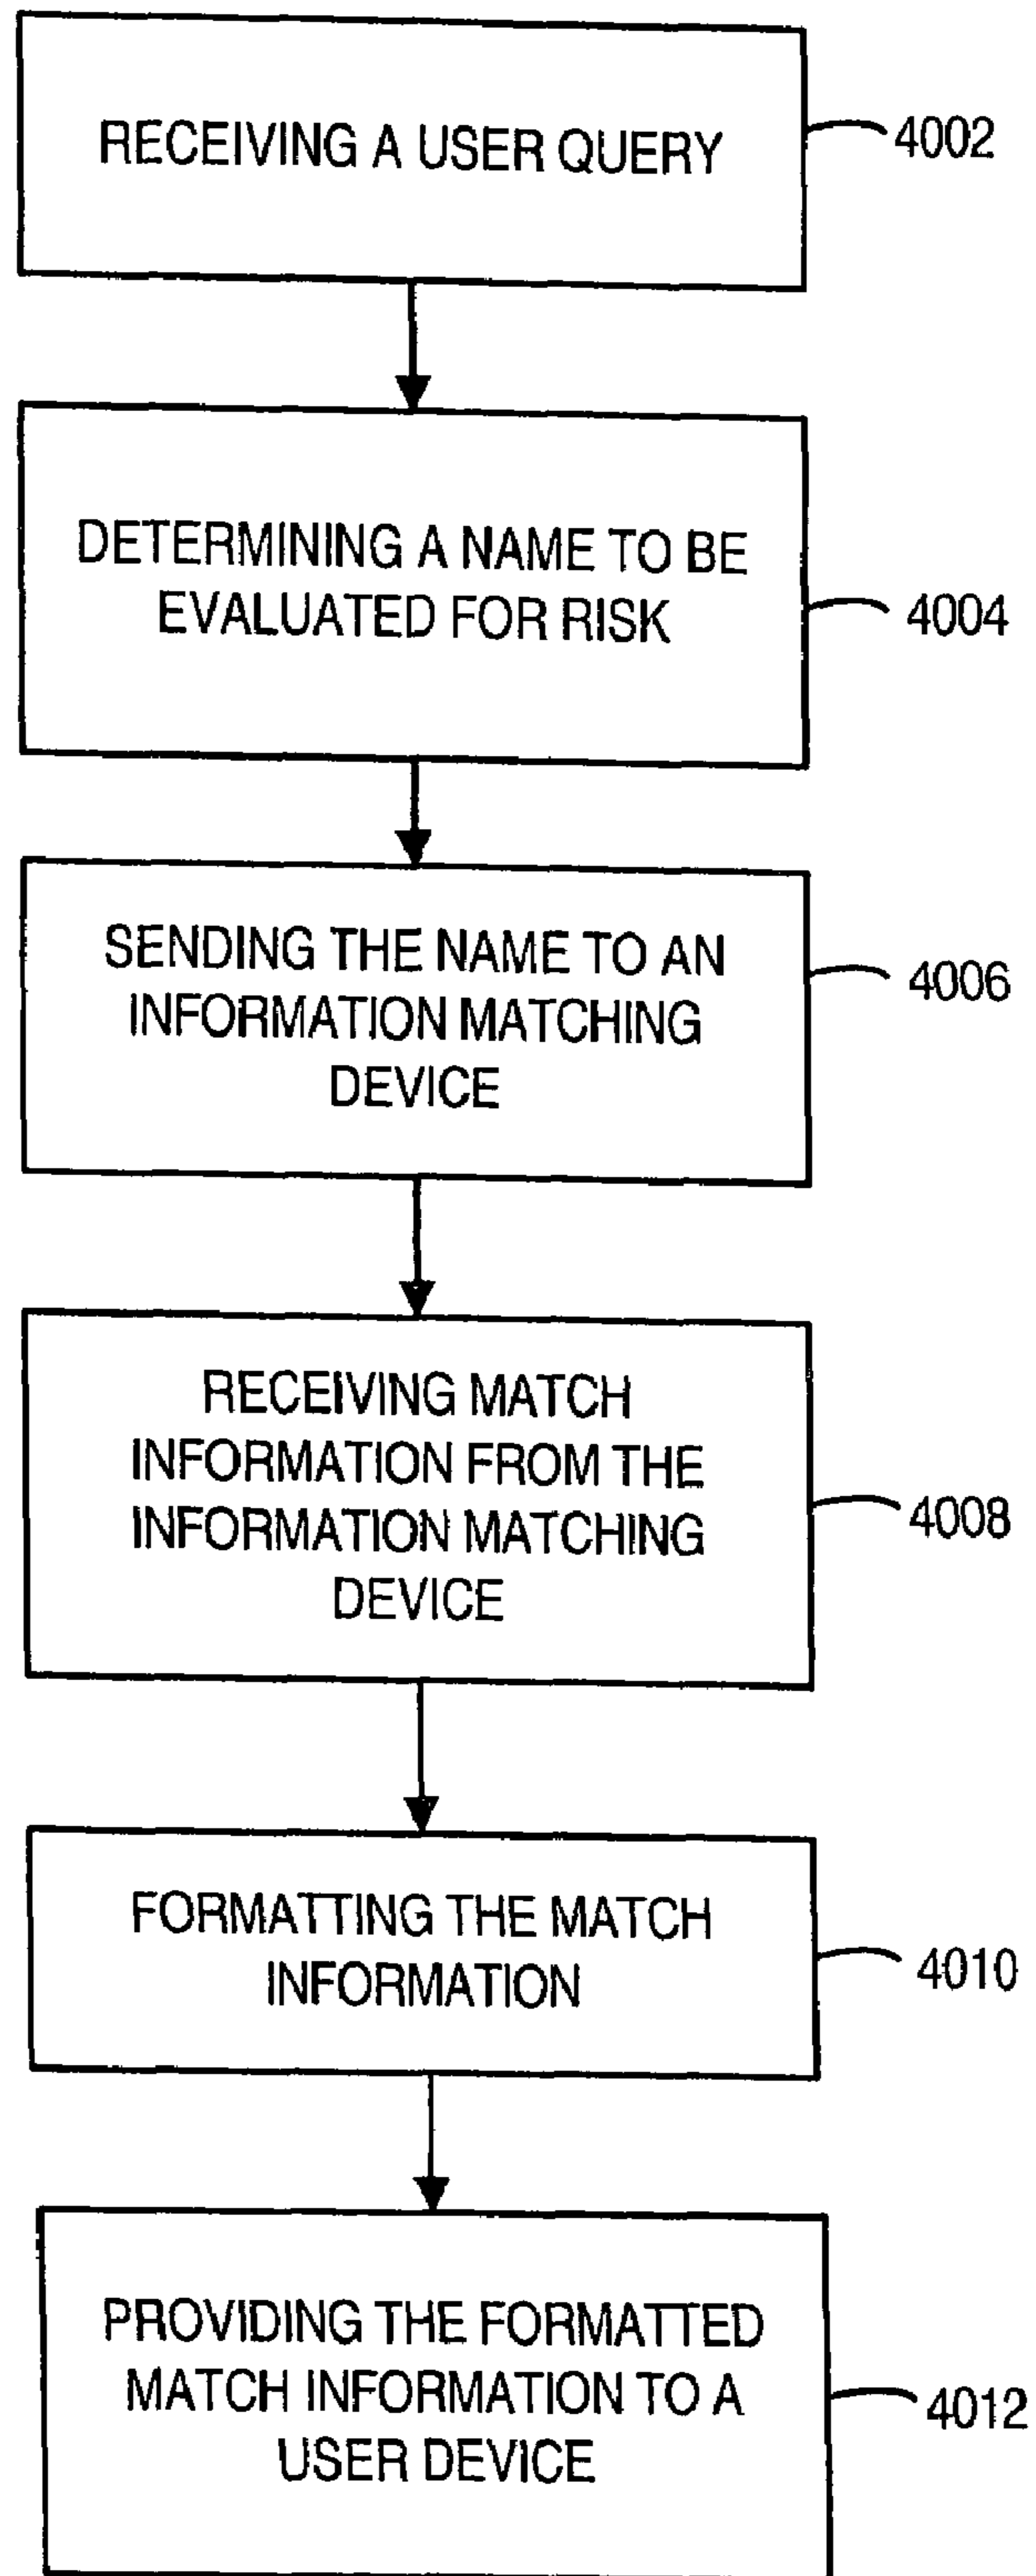 RECEIVING A USER QUERY
4002
DETERMINING A NAME TO BE
EVALUATED FOR RISK
4004
SENDING THE NAME TO AN
INFORMATION MATCHING
DEVICE
4006
RECEIVING MATCH
INFORMATION FROM THE
INFORMATION MATCHING
DEVICE
4008
FORMATTING THE MATCH
INFORMATION
4010
PROVIDING THE FORMATTED
MATCH INFORMATION TO A
USER DEVICE
4012